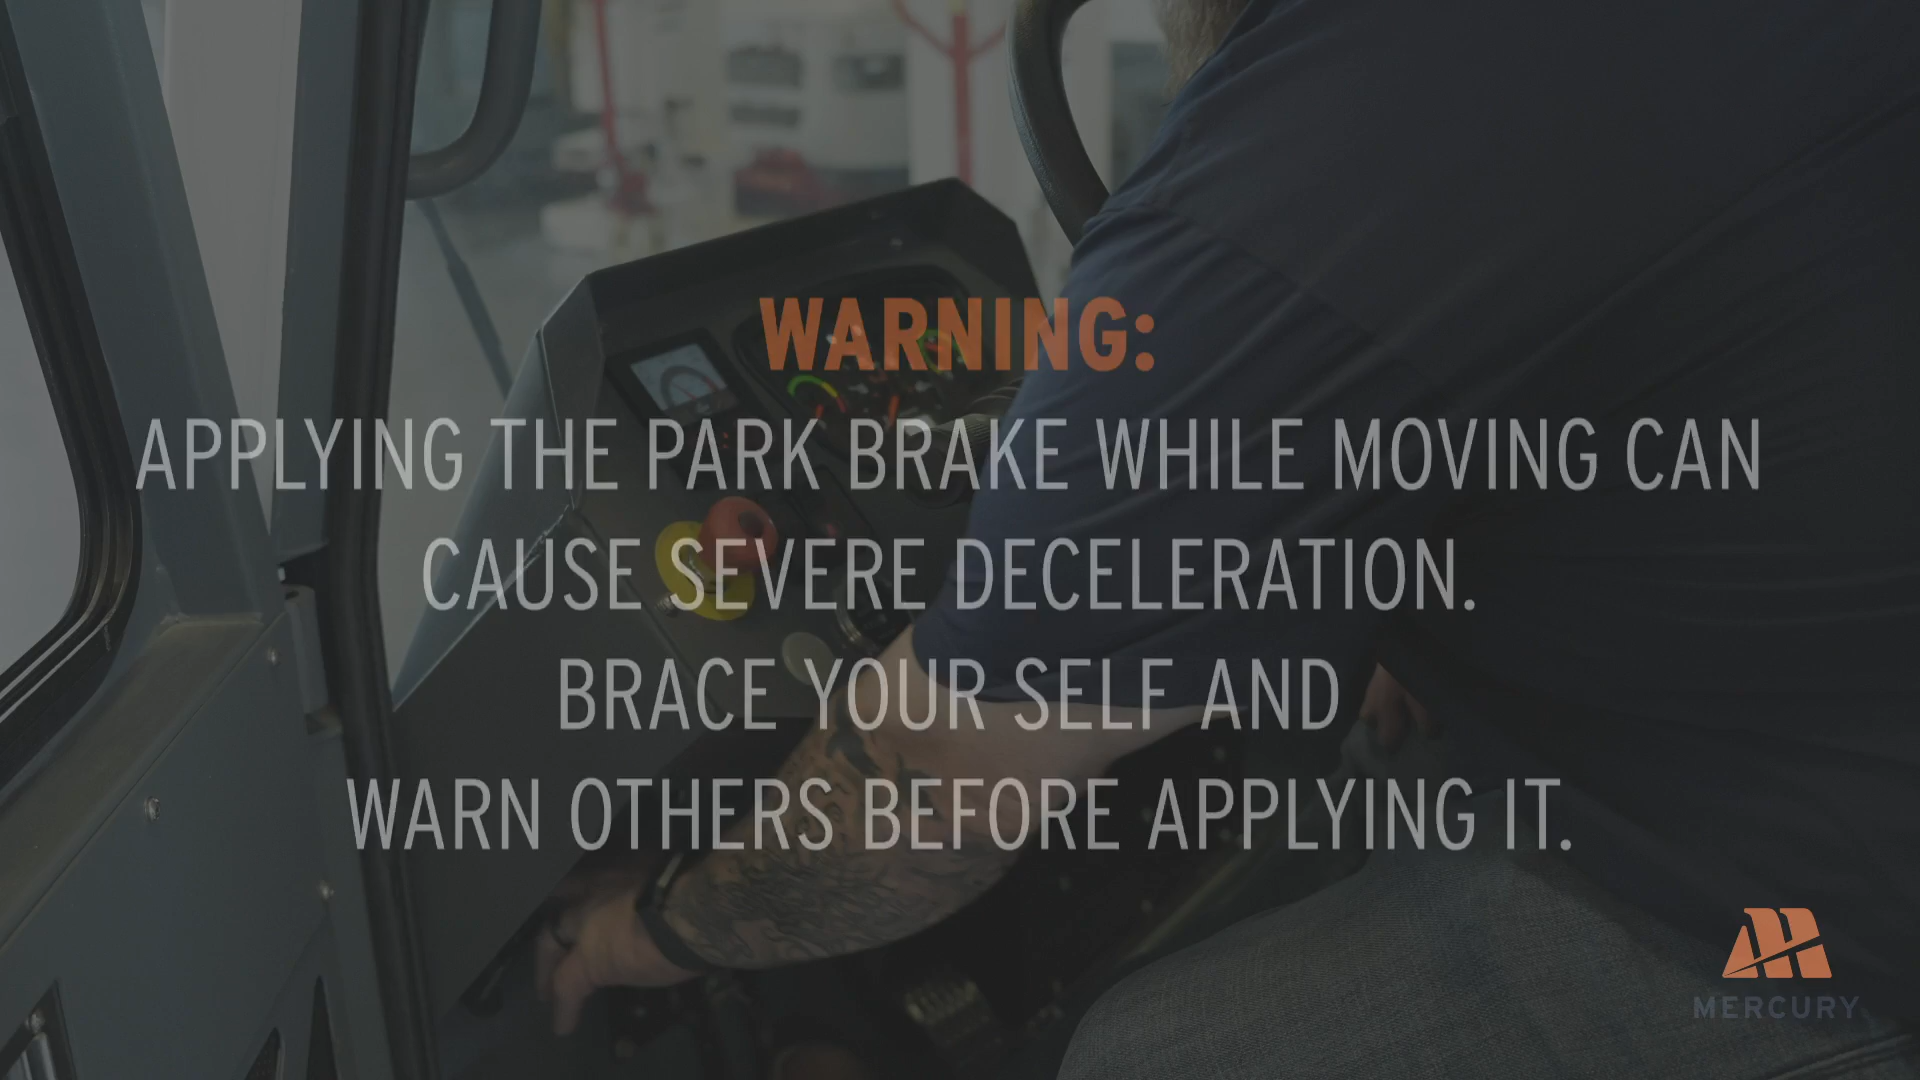 WARNING:
APPLYING THE PARK BRAKE WHILE MOVING CAN
CAUSE SEVERE DECELERATION.
BRACE YOUR SELF AND
WARN OTHERS BEFORE APPLYING IT.
MERCURY